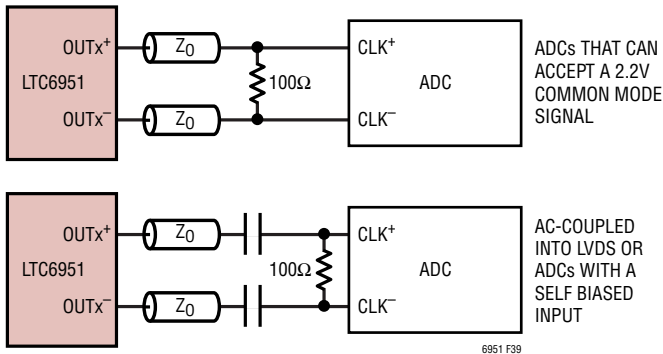 OUTx+
Z0
CLK+
LTC6951
100Ω
ADC
OUTx–
Z0
CLK–
ADCs THAT CAN
ACCEPT A 2.2V
COMMON MODE
SIGNAL
OUTx+
Z0
CLK+
LTC6951
100Ω
ADC
OUTx–
Z0
CLK–
AC-COUPLED
INTO LVDS OR
ADCs WITH A
SELF BIASED
INPUT
6951 F39